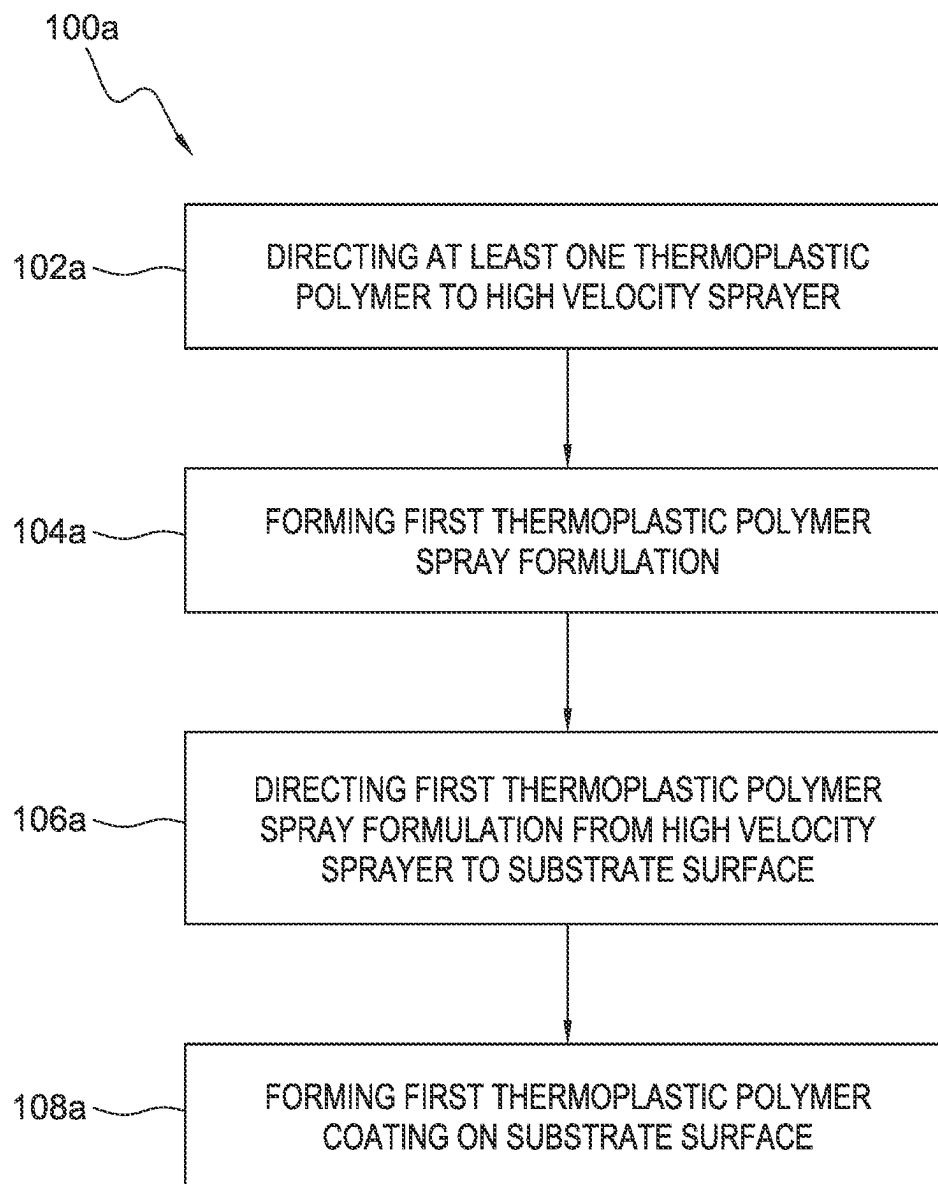 100a
102a
DIRECTING AT LEAST ONE THERMOPLASTIC
POLYMER TO HIGH VELOCITY SPRAYER
104a
FORMING FIRST THERMOPLASTIC POLYMER
SPRAY FORMULATION
106a
DIRECTING FIRST THERMOPLASTIC POLYMER
SPRAY FORMULATION FROM HIGH VELOCITY
SPRAYER TO SUBSTRATE SURFACE
108a
FORMING FIRST THERMOPLASTIC POLYMER
COATING ON SUBSTRATE SURFACE